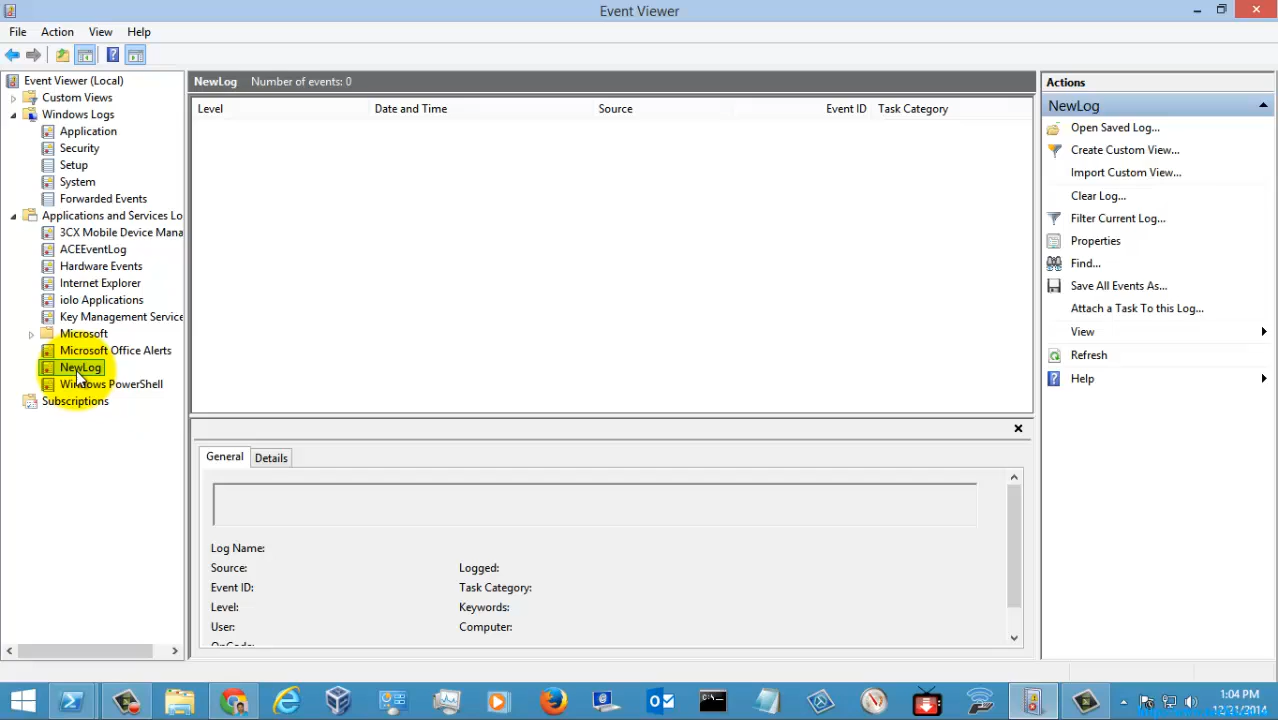 Event Viewer
File Action View Help
Event Viewer (Local)
Custom Views
Windows Logs
Application
Security
Setup
System
Forwarded Events
Applications and Services Lo
3CX Mobile Device Mana
ACEEventLog
Hardware Events
Internet Explorer
iolo Applications
Key Management Service
Microsoft
Microsoft Office Alerts
NewLog
Windows PowerShell
Subscriptions
NewLog Number of events: 0
Level Date and Time Source Event ID Task Category
General Details
Log Name:
Source: Logged:
Event ID: Task Category:
Level: Keywords:
User: Computer:
OpCode:
Actions
NewLog
Open Saved Log...
Create Custom View...
Import Custom View...
Clear Log...
Filter Current Log...
Properties
Find...
Save All Events As...
Attach a Task To this Log...
View
Refresh
Help
1:04 PM
12/31/2014